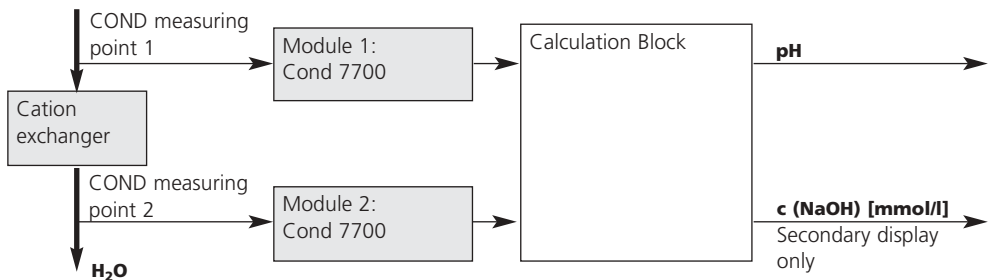 COND measuring
point 1
Module 1:
Cond 7700
Calculation Block
pH
Cation
exchanger
COND measuring
point 2
Module 2:
Cond 7700
c (NaOH) [mmol/l]
Secondary display
only
H₂O